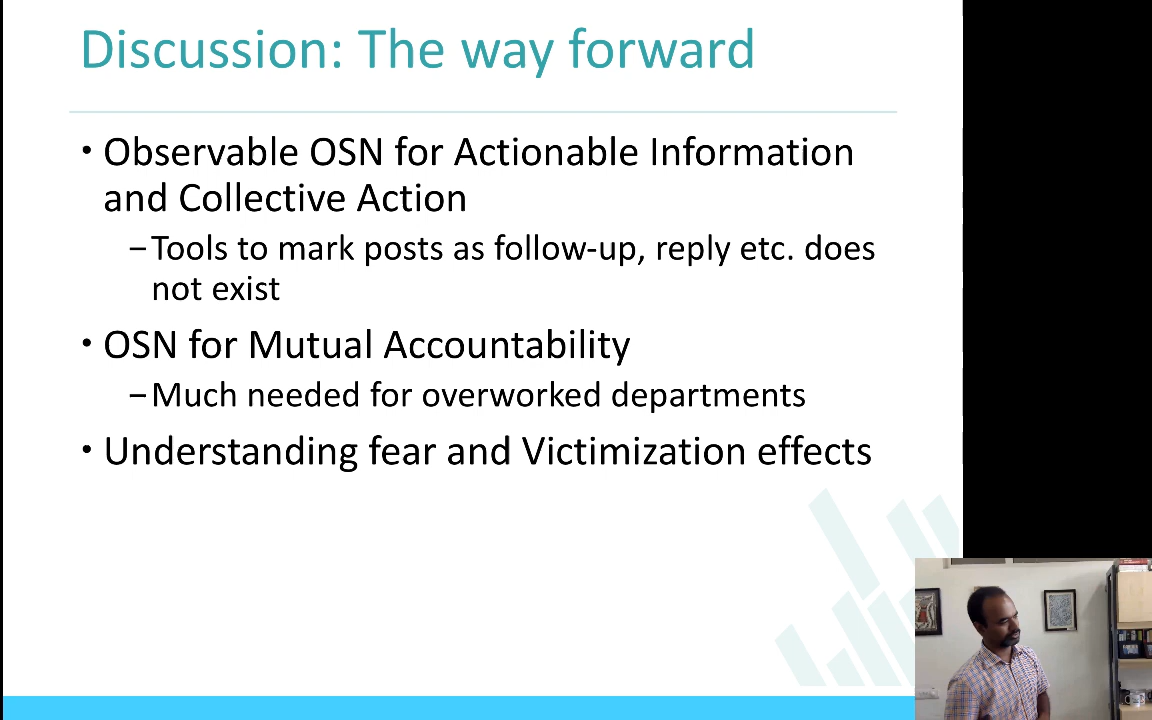 Discussion: The way forward
• Observable OSN for Actionable Information
and Collective Action
– Tools to mark posts as follow-up, reply etc. does
not exist
• OSN for Mutual Accountability
– Much needed for overworked departments
• Understanding fear and Victimization effects